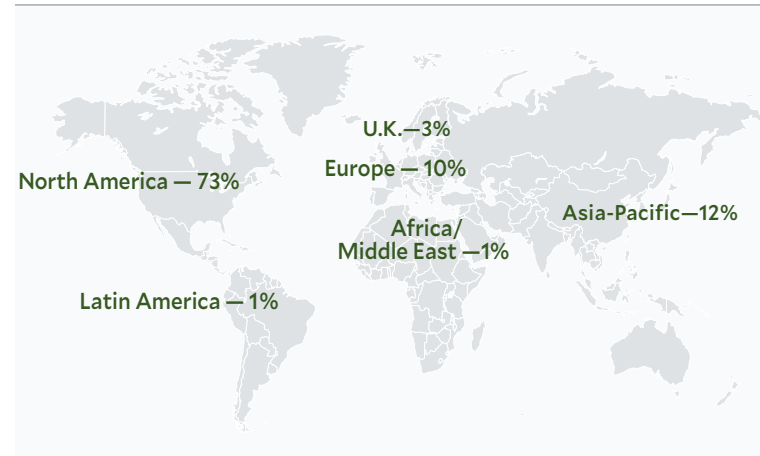 U.K.—3%
Europe — 10%
North America — 73%
Asia-Pacific—12%
Africa/
Middle East —1%
Latin America — 1%